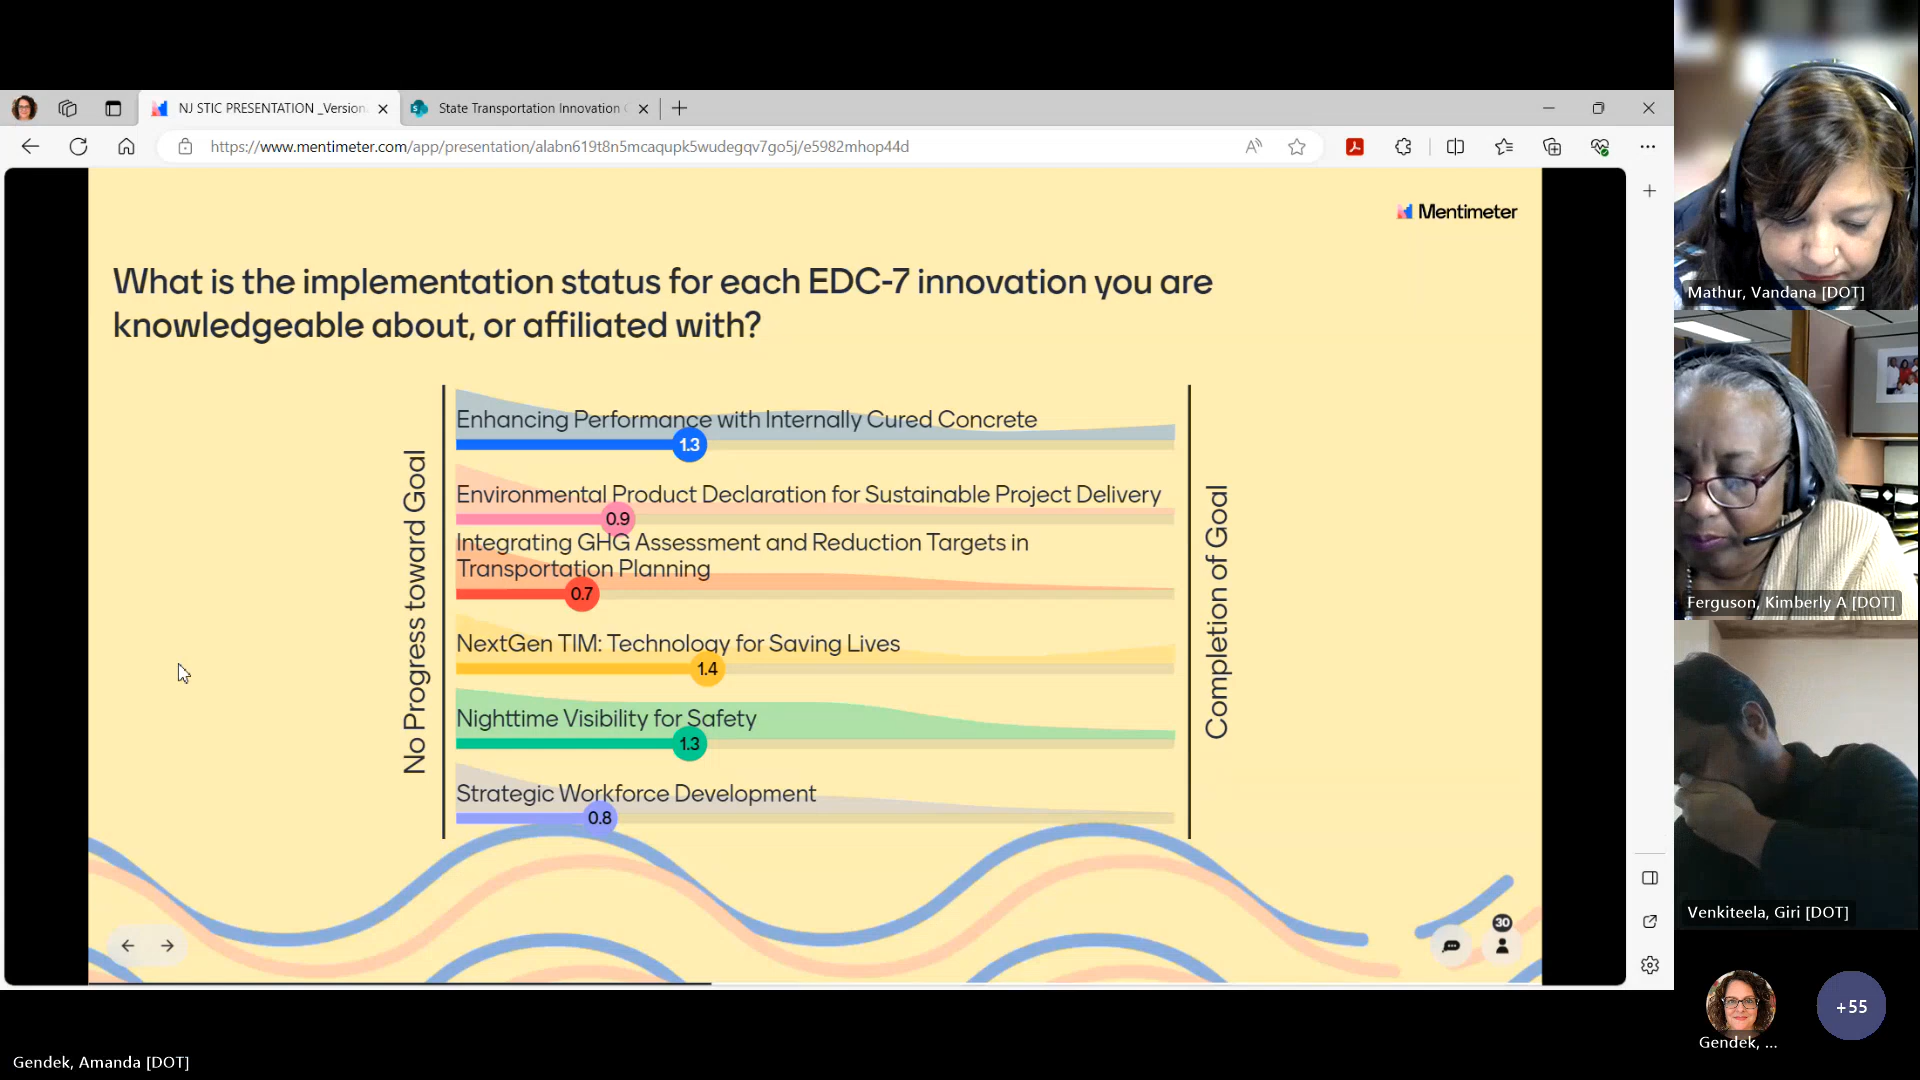 NJ STIC PRESENTATION _Version
State Transportation Innovation
https://www.mentimeter.com/app/presentation/alabn619t8n5mcaqupk5wudegqv7go5j/e5982mhop44d
Mentimeter
What is the implementation status for each EDC-7 innovation you are
knowledgeable about, or affiliated with?
No Progress toward Goal
Enhancing Performance with Internally Cured Concrete
1.3
Environmental Product Declaration for Sustainable Project Delivery
0.9
Integrating GHG Assessment and Reduction Targets in
Transportation Planning
0.7
NextGen TIM: Technology for Saving Lives
1.4
Nighttime Visibility for Safety
1.3
Strategic Workforce Development
0.8
Completion of Goal
30
Mathur, Vandana [DOT]
Ferguson, Kimberly A [DOT]
Venkiteela, Giri [DOT]
Gendek, ...
+55
Gendek, Amanda [DOT]